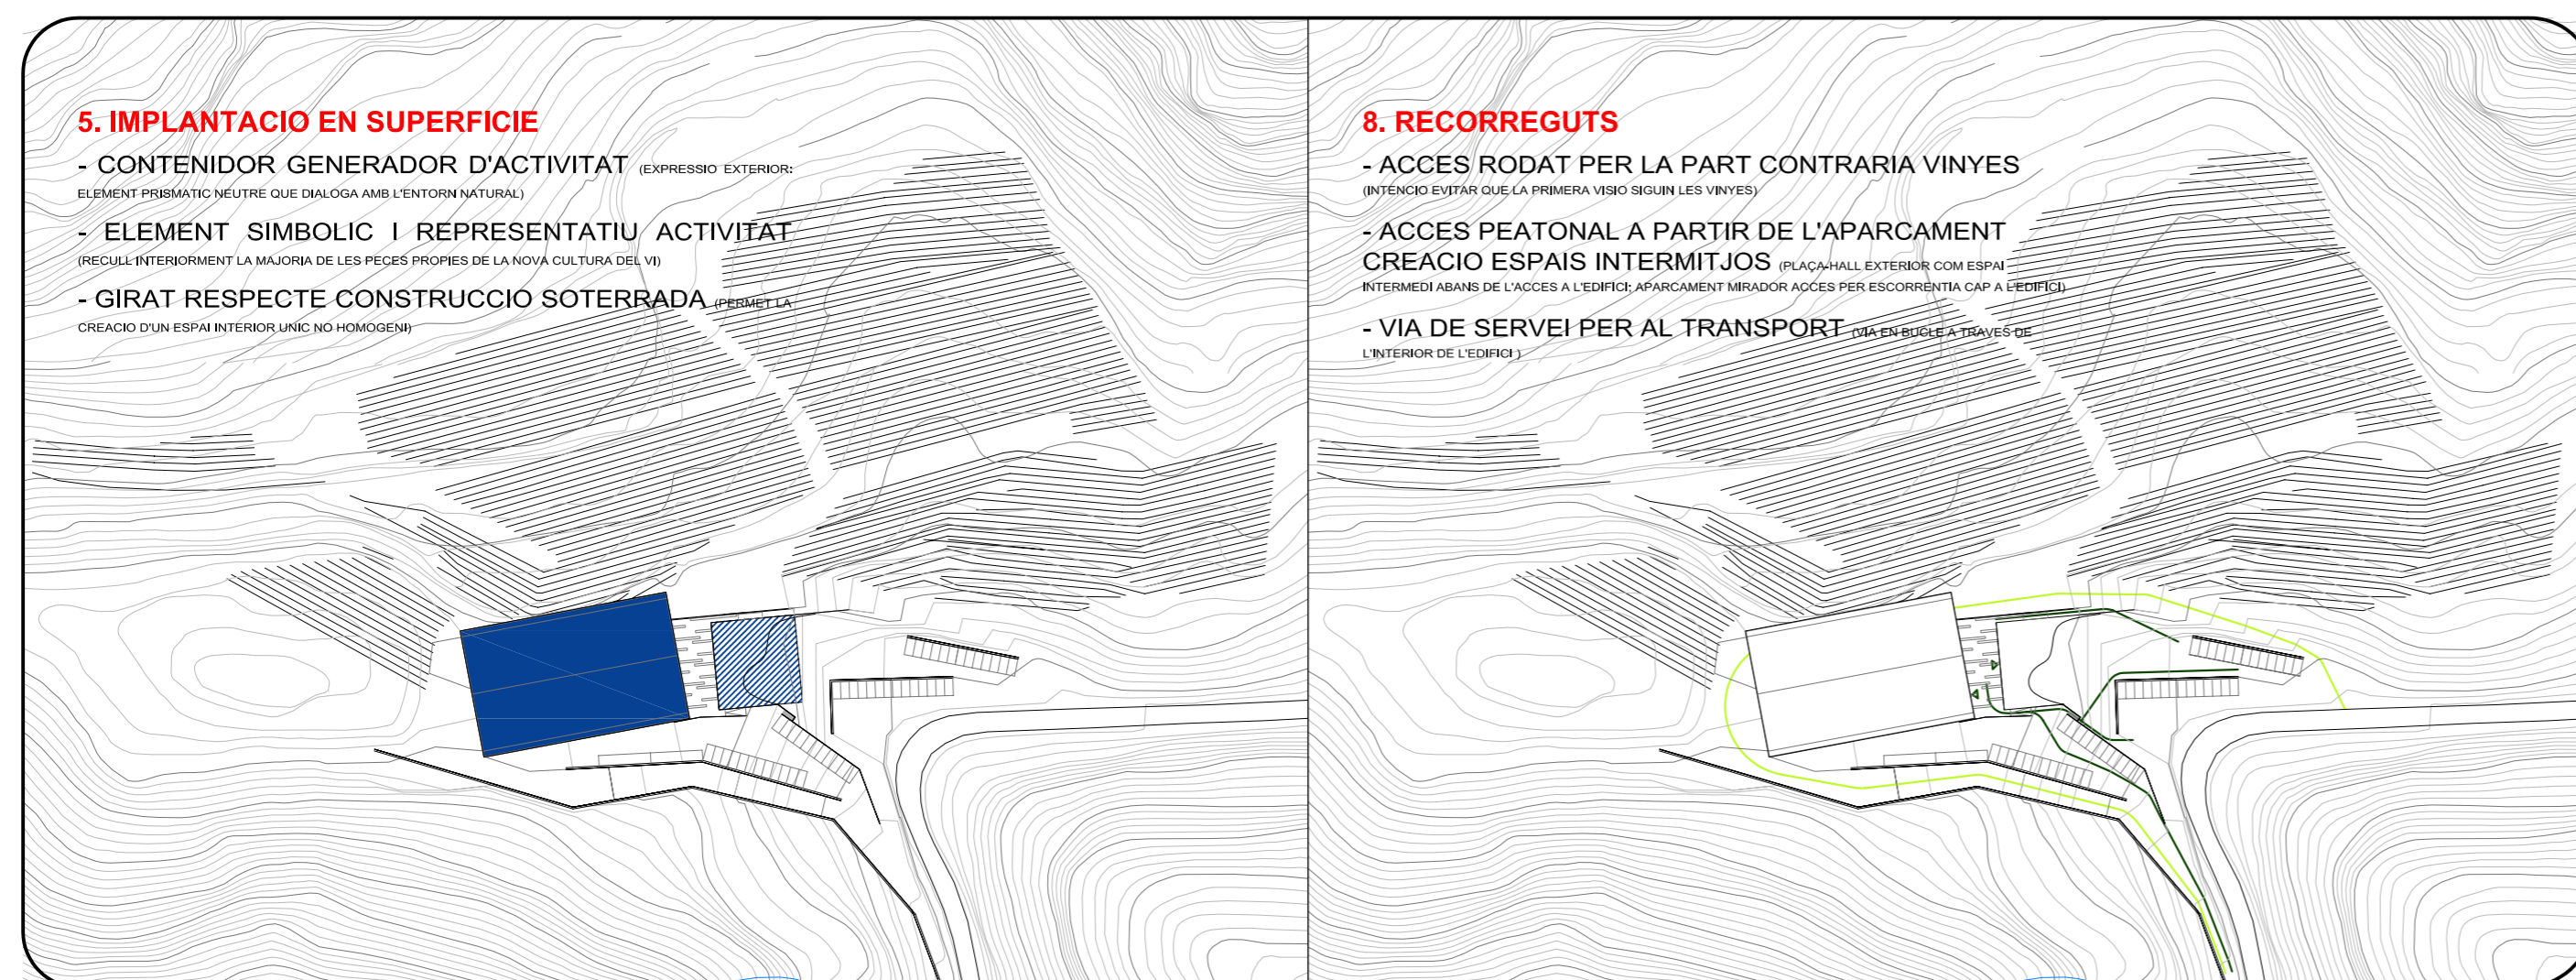 5. IMPLANTACIO EN SUPERFICIE
- CONTENIDOR GENERADOR D'ACTIVITAT (EXPRESSIO EXTERIOR:
ELEMENT PRISMATIC NEUTRE QUE DIALOGA AMB L'ENTORN NATURAL)
- ELEMENT SIMBOLIC I REPRESENTATIU ACTIVITAT
(RECULL INTERIORMENT LA MAJORIA DE LES PECES PROPIES DE LA NOVA CULTURA DEL VI)
- GIRAT RESPECTE CONSTRUCCIO SOTERRADA (PERMET LA
CREACIO D'UN ESPAI INTERIOR UNIC NO HOMOGENI)
8. RECORREGUTS
- ACCES RODAT PER LA PART CONTRARIA VINYES
(INTENCIO EVITAR QUE LA PRIMERA VISIO SIGUIN LES VINYES)
- ACCES PEATONAL A PARTIR DE L'APARCAMENT
CREACIO ESPAIS INTERMITJOS (PLAÇA-HALL EXTERIOR COM ESPAI
INTERMEDI ABANS DE L'ACCES A L'EDIFICI; APARCAMENT MIRADOR ACCES PER ESCORRENTIA CAP A L'EDIFICI)
- VIA DE SERVEI PER AL TRANSPORT (VIA EN BUCLE A TRAVES DE
L'INTERIOR DE L'EDIFICI )